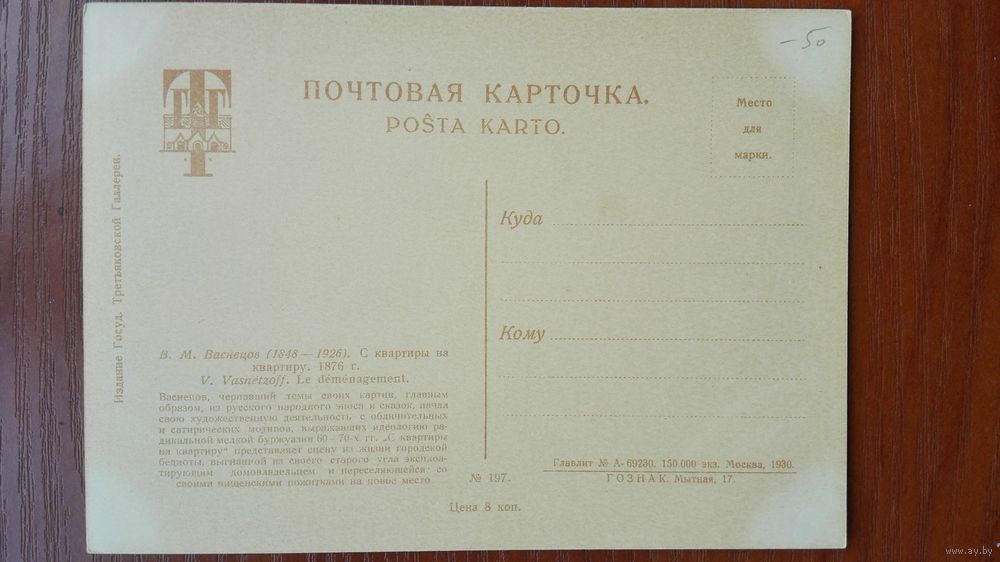 -50
ПОЧТОВАЯ КАРТОЧКА.
POŜTA KARTO.
Место
для
марки.
Издание Госуд. Третьяковской Галлереи.
Куда
Кому
В. М. Васнецов (1848 — 1926). С квартиры на
квартиру. 1876 г.
V. Vasnetzoff. Le déménagement.
Васнецов, черпавший темы своих картин, главным
образом, из русского народного эпоса и сказок, начал
свою художественную деятельность с обличительных
и сатирических мотивов, выражавших идеологию ра-
дикальной мелкой буржуазии 60—70-х гг. „С квартиры
на квартиру" представляет сцену из жизни городской
бедноты, выгнанной из своего старого угла эксплоа-
тирующим домовладельцем и переселяющейся со
своими нищенскими пожитками на новое место
№ 197.
Цена 8 коп.
Главлит № А-69230. 150.000 экз. Москва, 1930.
ГОЗНАК. Мытная, 17.
www.ay.by